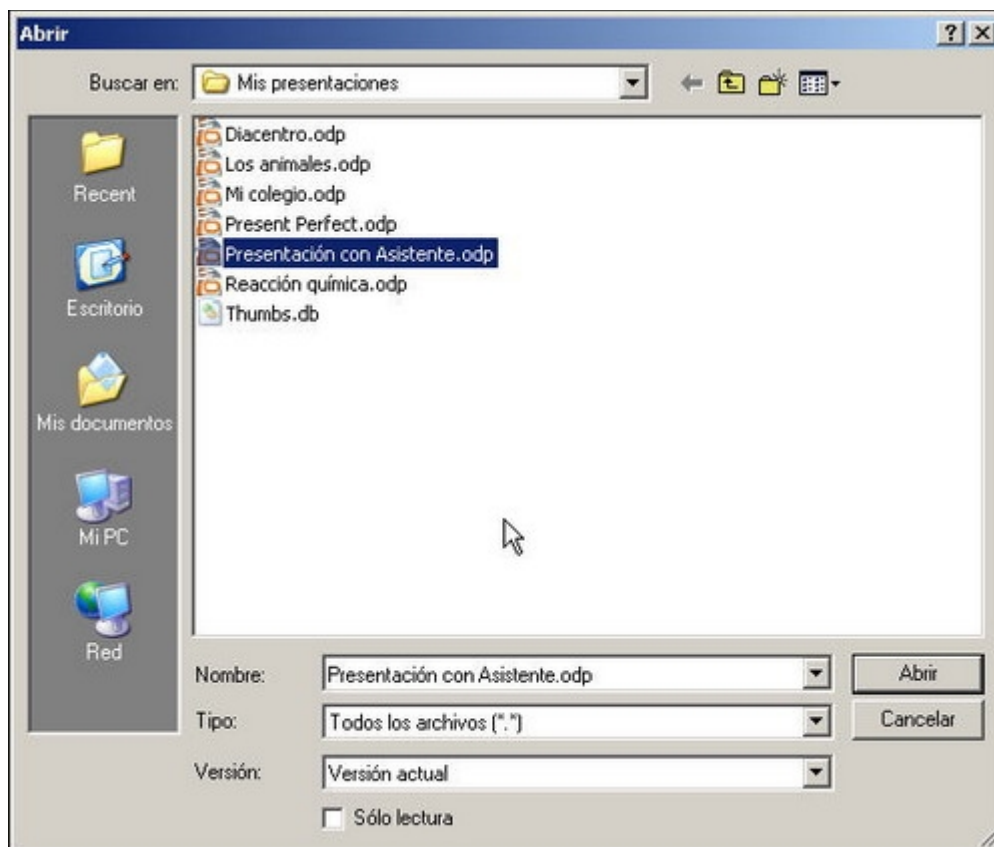 Abrir
Buscar en: Mis presentaciones
Recent
Escritorio
Mis documentos
Mi PC
Red
Diacentro.odp
Los animales.odp
Mi colegio.odp
Present Perfect.odp
Presentación con Asistente.odp
Reacción química.odp
Thumbs.db
Nombre: Presentación con Asistente.odp Abrir
Tipo: Todos los archivos (*.*) Cancelar
Versión: Versión actual
Sólo lectura